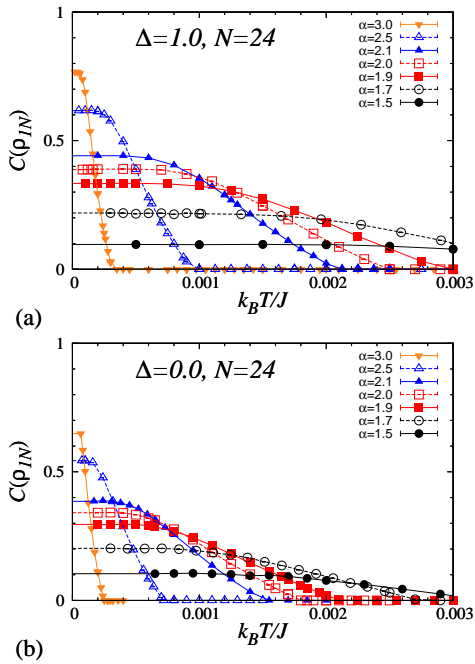 Δ=1.0, N=24
α=3.0
α=2.5
α=2.1
α=2.0
α=1.9
α=1.7
α=1.5
C(ρ1N)
1
0.5
0
0 0.001 0.002 0.003
kBT/J
(a)
Δ=0.0, N=24
α=3.0
α=2.5
α=2.1
α=2.0
α=1.9
α=1.7
α=1.5
C(ρ1N)
1
0.5
0
0 0.001 0.002 0.003
kBT/J
(b)